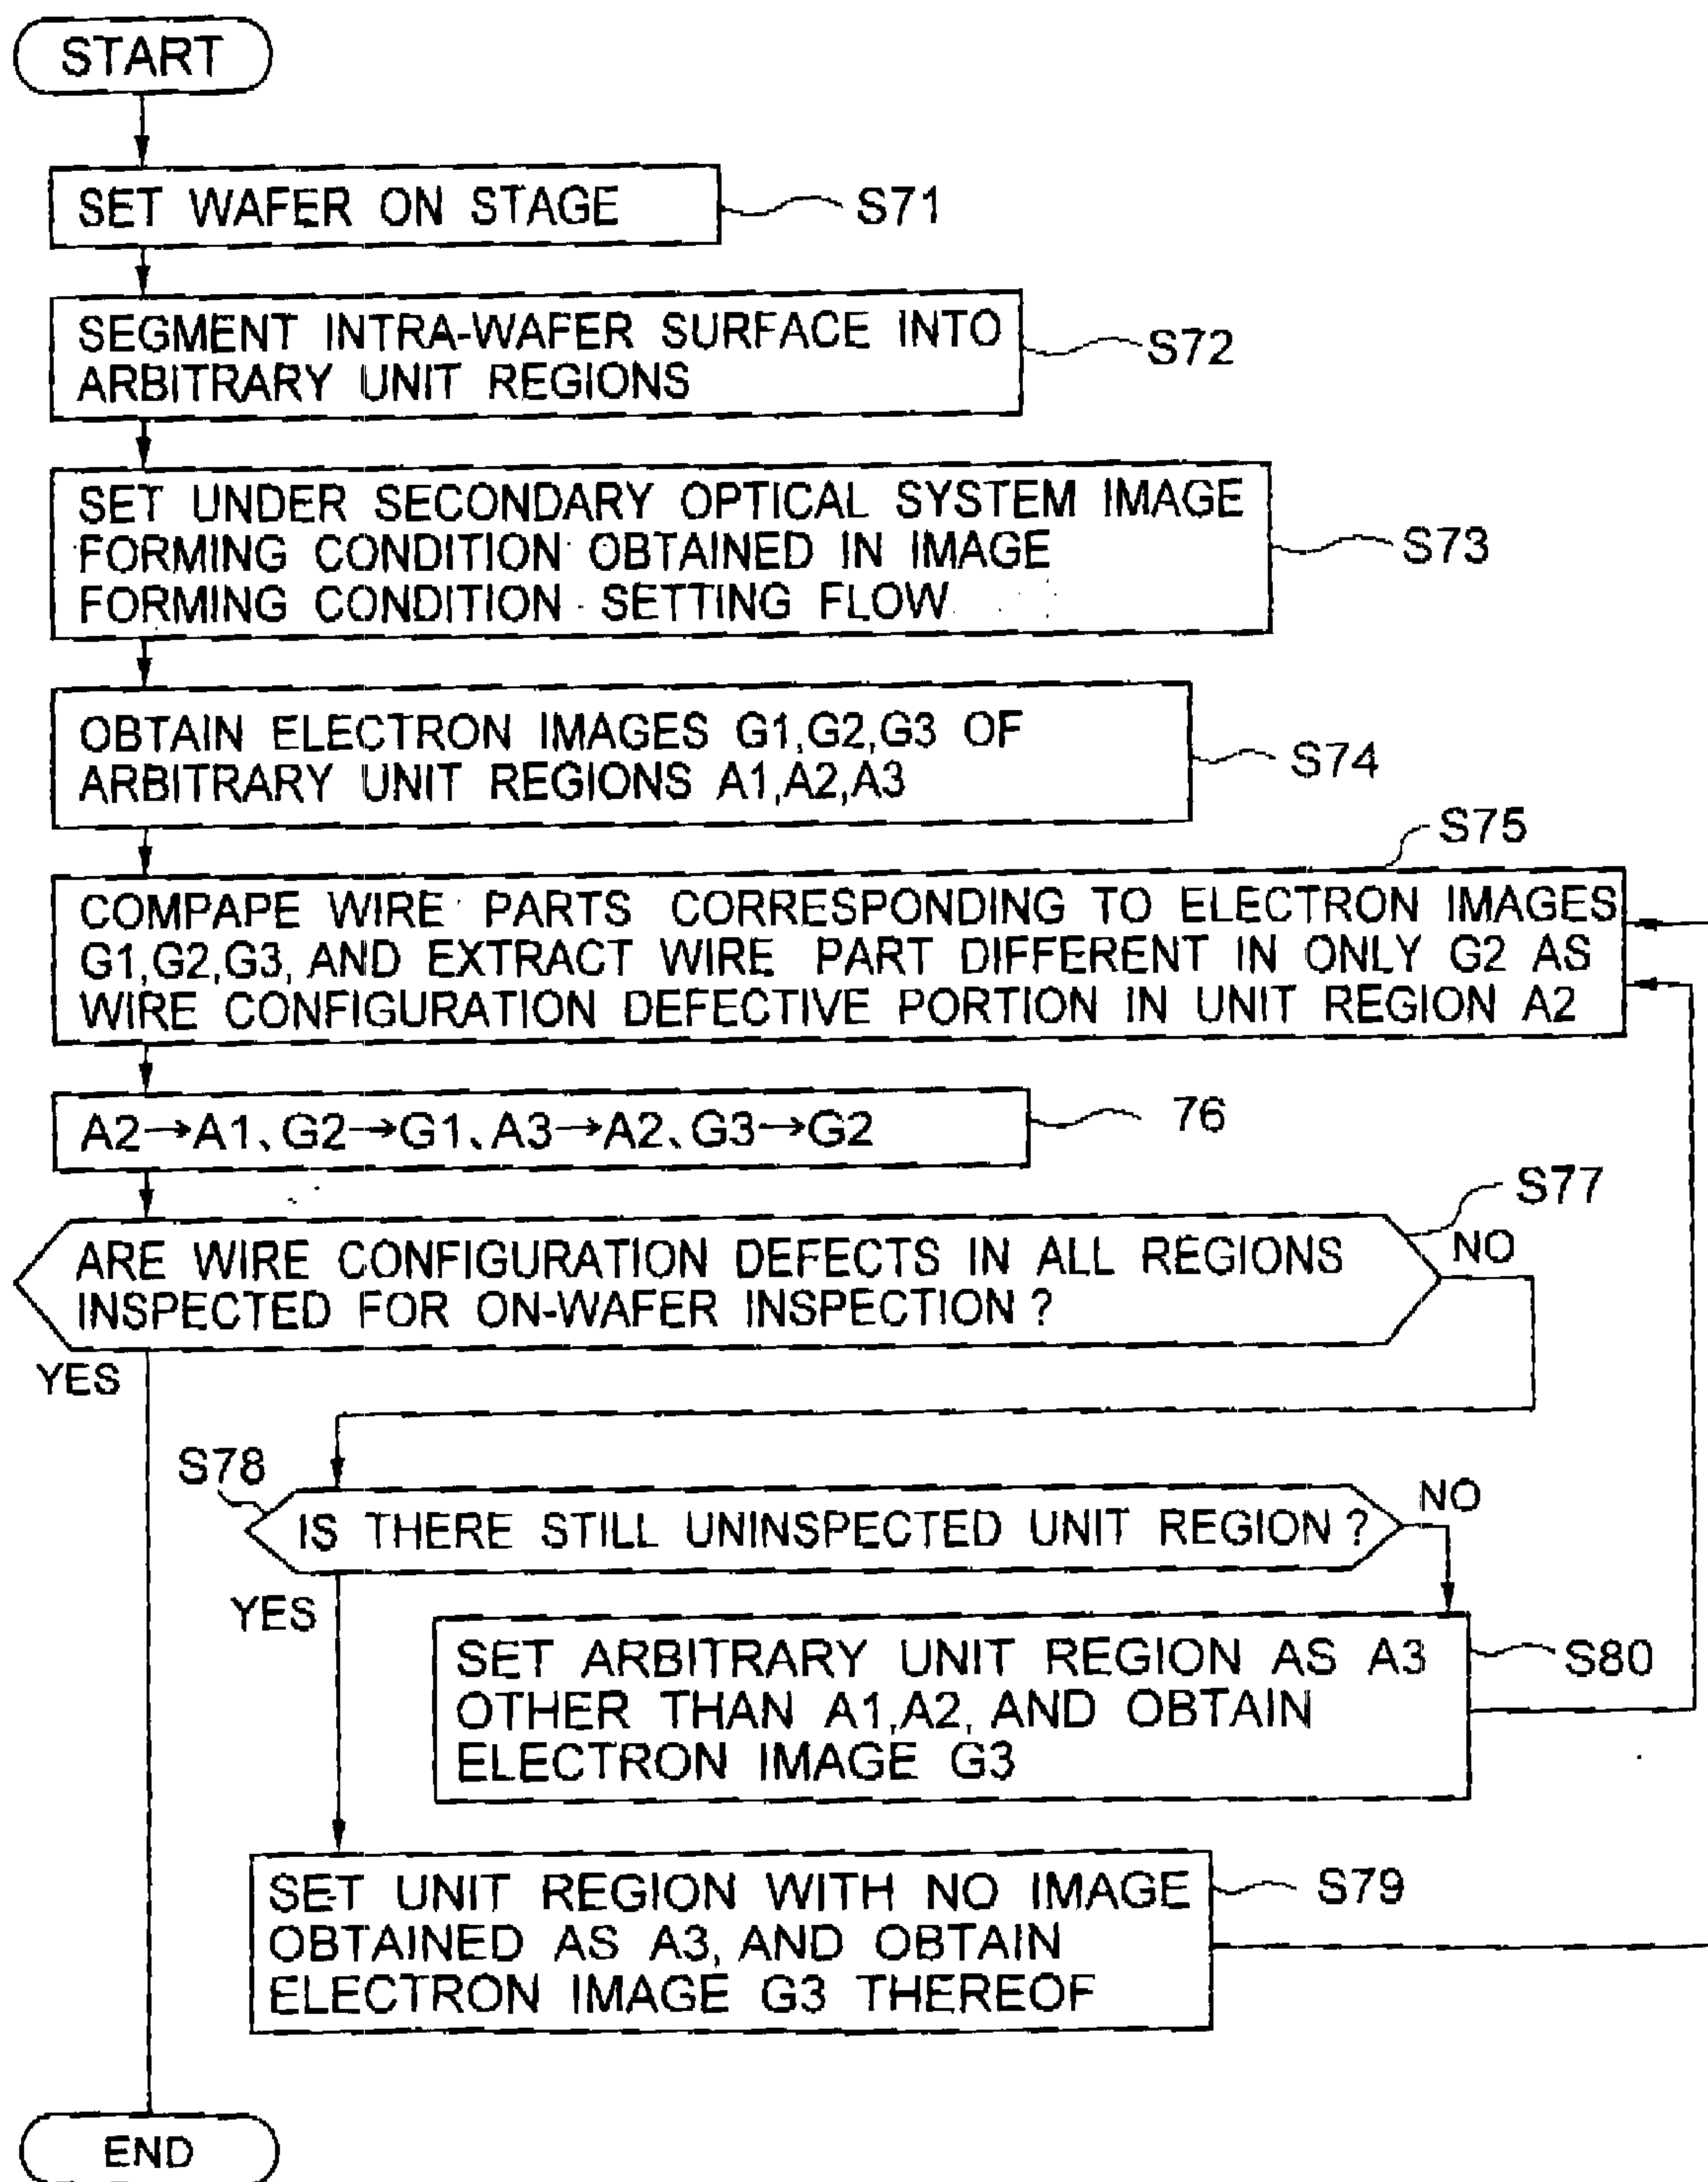 START
SET WAFER ON STAGE
S71
SEGMENT INTRA-WAFER SURFACE INTO
ARBITRARY UNIT REGIONS
S72
SET UNDER SECONDARY OPTICAL SYSTEM IMAGE
FORMING CONDITION OBTAINED IN IMAGE
FORMING CONDITION SETTING FLOW
S73
OBTAIN ELECTRON IMAGES G1,G2,G3 OF
ARBITRARY UNIT REGIONS A1,A2,A3
S74
S75
COMPAPE WIRE PARTS CORRESPONDING TO ELECTRON IMAGES
G1,G2,G3, AND EXTRACT WIRE PART DIFFERENT IN ONLY G2 AS
WIRE CONFIGURATION DEFECTIVE PORTION IN UNIT REGION A2
A2→A1、G2→G1、A3→A2、G3→G2
76
S77
ARE WIRE CONFIGURATION DEFECTS IN ALL REGIONS
INSPECTED FOR ON-WAFER INSPECTION ?
NO
YES
S78
IS THERE STILL UNINSPECTED UNIT REGION ?
NO
YES
SET ARBITRARY UNIT REGION AS A3
OTHER THAN A1,A2, AND OBTAIN
ELECTRON IMAGE G3
S80
SET UNIT REGION WITH NO IMAGE
OBTAINED AS A3, AND OBTAIN
ELECTRON IMAGE G3 THEREOF
S79
END